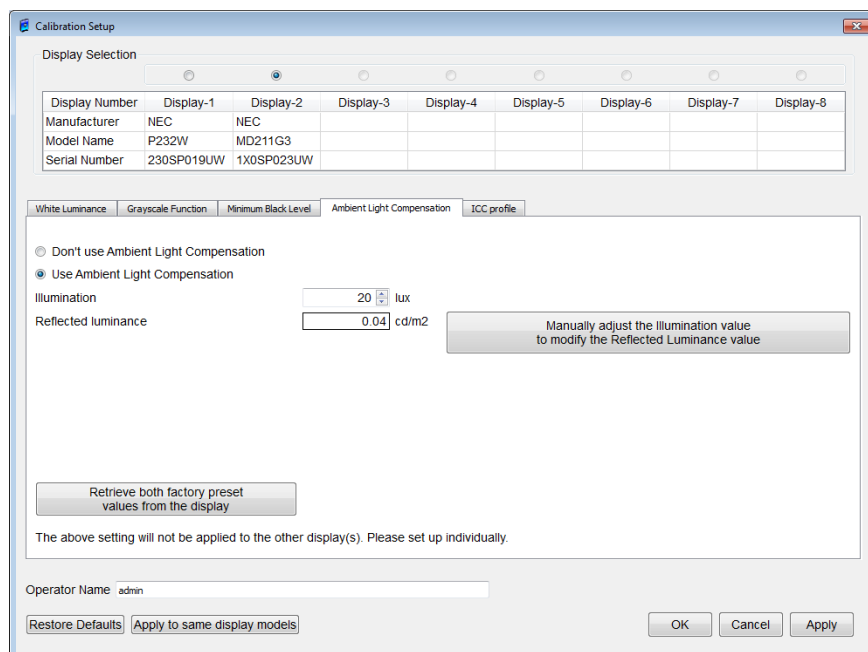 Calibration Setup
Display Selection
Display Number Display-1 Display-2 Display-3 Display-4 Display-5 Display-6 Display-7 Display-8
Manufacturer NEC NEC
Model Name P232W MD211G3
Serial Number 230SP019UW 1X0SP023UW
White Luminance Grayscale Function Minimum Black Level Ambient Light Compensation ICC profile
Don't use Ambient Light Compensation
Use Ambient Light Compensation
Illumination 20 lux
Reflected luminance 0.04 cd/m2
Manually adjust the Illumination value
to modify the Reflected Luminance value
Retrieve both factory preset
values from the display
The above setting will not be applied to the other display(s). Please set up individually.
Operator Name admin
Restore Defaults Apply to same display models OK Cancel Apply